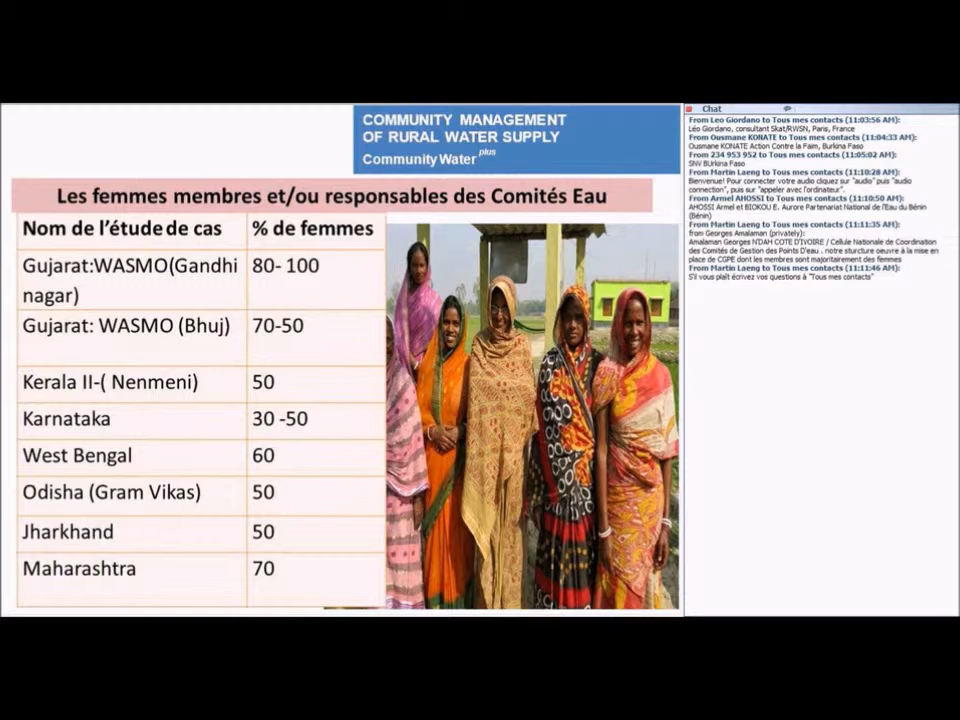 COMMUNITY MANAGEMENT
OF RURAL WATER SUPPLY
Community Water plus
Les femmes membres et/ou responsables des Comités Eau
Nom de l'étude de cas % de femmes
Gujarat:WASMO(Gandhi 80- 100
nagar)
Gujarat: WASMO (Bhuj) 70-50
Kerala II-( Nenmeni) 50
Karnataka 30 -50
West Bengal 60
Odisha (Gram Vikas) 50
Jharkhand 50
Maharashtra 70
Chat
From Leo Giordano to Tous mes contacts (11:03:56 AM):
Léo Giordano, consultant Skat/RWSN, Paris, France
From Ousmane KONATE to Tous mes contacts (11:04:33 AM):
Ousmane KONATE Action Contre la Faim, Burkina Faso
From 234 953 952 to Tous mes contacts (11:05:02 AM):
SNV BUrkina Faso
From Martin Laeng to Tous mes contacts (11:10:28 AM):
Bienvenue! Pour connecter votre audio cliquez sur "audio" puis "audio
connection", puis sur "appeler avec l'ordinateur".
From Armel AHOSSI to Tous mes contacts (11:10:50 AM):
AHOSSI Armel et BIOKOU E. Aurore Partenariat National de l'Eau du Bénin
(Bénin)
From Martin Laeng to Tous mes contacts (11:11:35 AM):
from Georges Amalaman (privately):
Amalaman Georges N'DAH COTE D'IVOIRE / Cellule Nationale de Coordination
des Comités de Gestion des Points D'eau . notre sturcture oeuvre à la mise en
place de CGPE dont les membres sont majoritairement des femmes
From Martin Laeng to Tous mes contacts (11:11:46 AM):
S'il vous plaît écrivez vos questions à "Tous mes contacts"